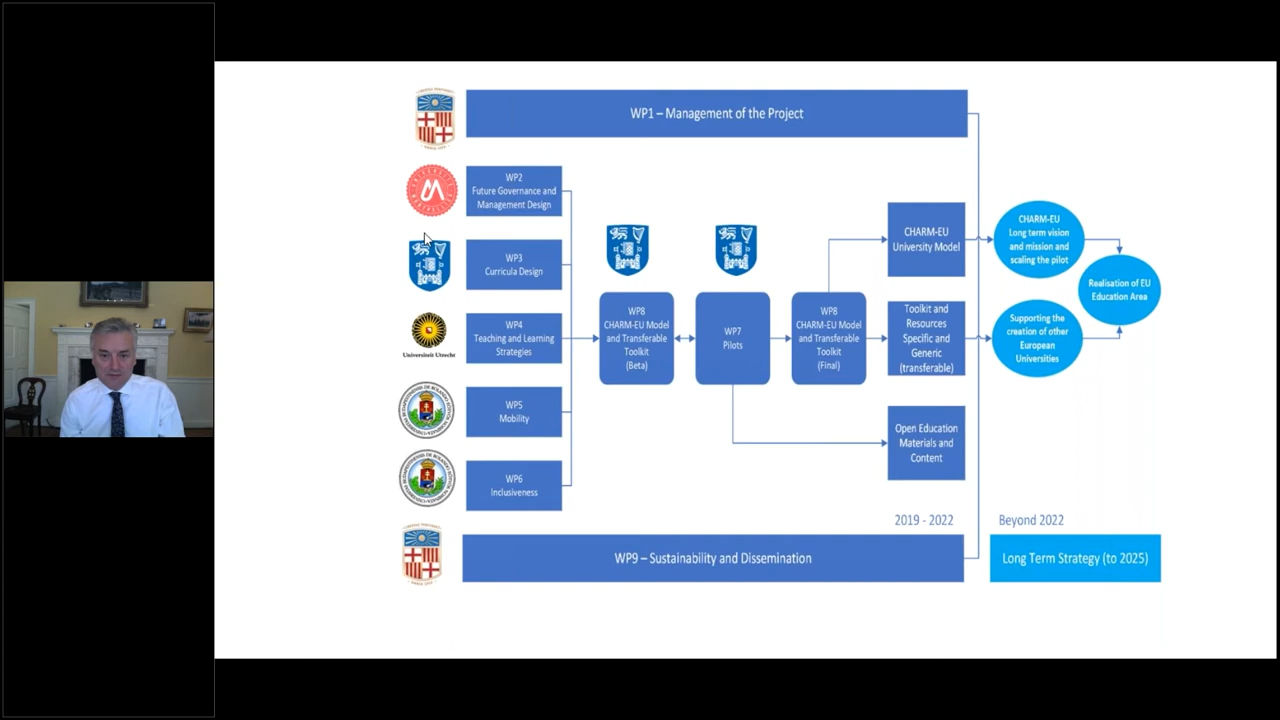 WP1 – Management of the Project
WP2
Future Governance and
Management Design
WP3
Curricula Design
Universiteit Utrecht
WP4
Teaching and Learning
Strategies
WP5
Mobility
WP6
Inclusiveness
WP8
CHARM-EU Model
and Transferable
Toolkit
(Beta)
WP7
Pilots
WP8
CHARM-EU Model
and Transferable
Toolkit
(Final)
CHARM-EU
University Model
Toolkit and
Resources
Specific and
Generic
(transferable)
Open Education
Materials and
Content
CHARM-EU
Long term vision
and mission and
scaling the pilot
Supporting the
creation of other
European
Universities
Realisation of EU
Education Area
2019 - 2022
Beyond 2022
WP9 – Sustainability and Dissemination
Long Term Strategy (to 2025)